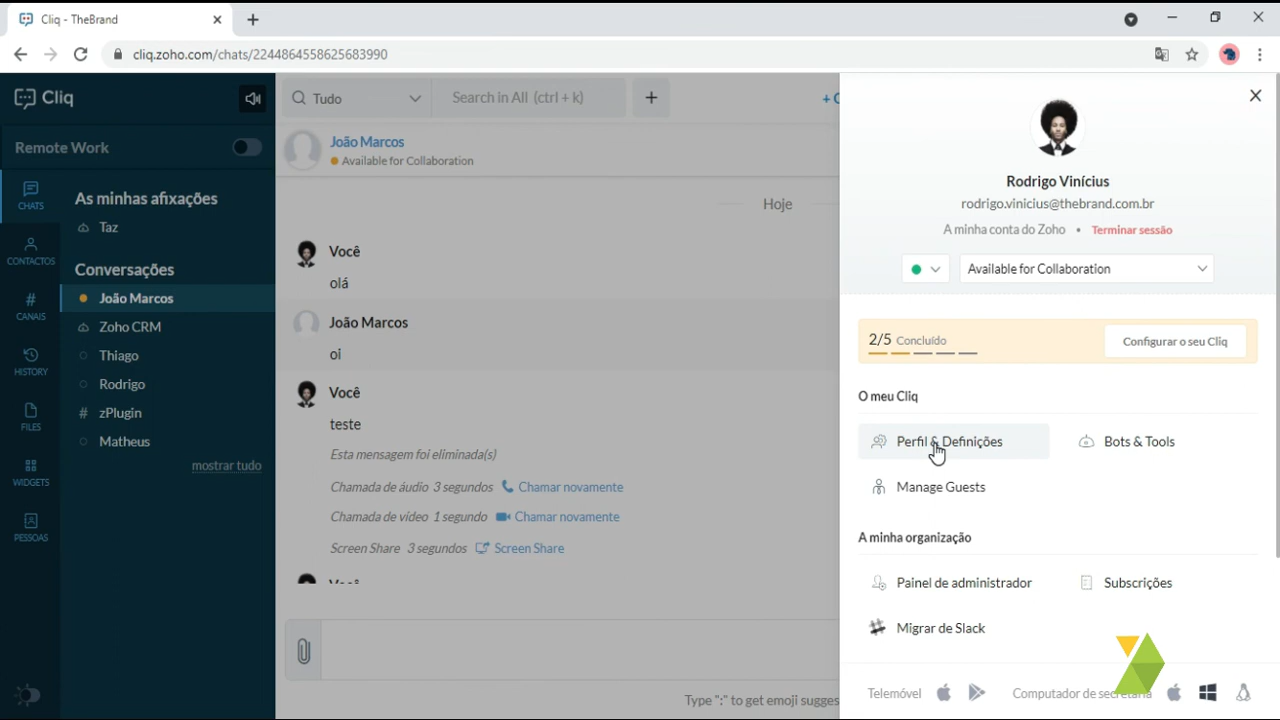 Cliq - TheBrand
cliq.zoho.com/chats/2244864558625683990
Cliq
Remote Work
CHATS
CONTACTOS
CANAIS
HISTORY
FILES
WIDGETS
PESSOAS
As minhas afixações
Taz
Conversações
João Marcos
Zoho CRM
Thiago
Rodrigo
# zPlugin
Matheus
mostrar tudo
Tudo
Search in All (ctrl + k)
+
João Marcos
Available for Collaboration
Hoje
Você
olá
João Marcos
oi
Você
teste
Esta mensagem foi eliminada(s)
Chamada de áudio 3 segundos Chamar novamente
Chamada de vídeo 1 segundo Chamar novamente
Screen Share 3 segundos Screen Share
Você
Type ":" to get emoji sugges
Rodrigo Vinícius
rodrigo.vinicius@thebrand.com.br
A minha conta do Zoho • Terminar sessão
Available for Collaboration
2/5 Concluído
Configurar o seu Cliq
O meu Cliq
Perfil & Definições
Bots & Tools
Manage Guests
A minha organização
Painel de administrador
Subscrições
Migrar de Slack
Telemóvel
Computador de secretária